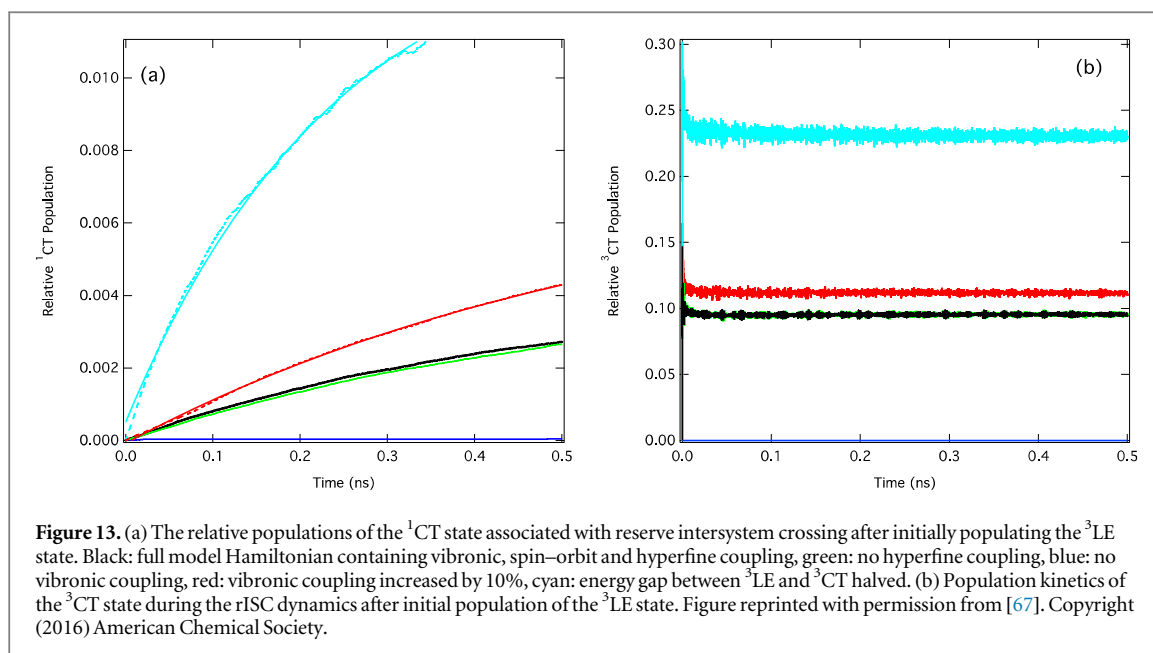 (a)
0.010
0.008
0.006
0.004
0.002
0.000
Relative ¹CT Population
0.0 0.1 0.2 0.3 0.4 0.5
Time (ns)
(b)
0.30
0.25
0.20
0.15
0.10
0.05
0.00
Relative ³CT Population
0.0 0.1 0.2 0.3 0.4 0.5
Time (ns)
Figure 13. (a) The relative populations of the ¹CT state associated with reserve intersystem crossing after initially populating the ³LE
state. Black: full model Hamiltonian containing vibronic, spin–orbit and hyperfine coupling, green: no hyperfine coupling, blue: no
vibronic coupling, red: vibronic coupling increased by 10%, cyan: energy gap between ³LE and ³CT halved. (b) Population kinetics of
the ³CT state during the rISC dynamics after initial population of the ³LE state. Figure reprinted with permission from [67]. Copyright
(2016) American Chemical Society.